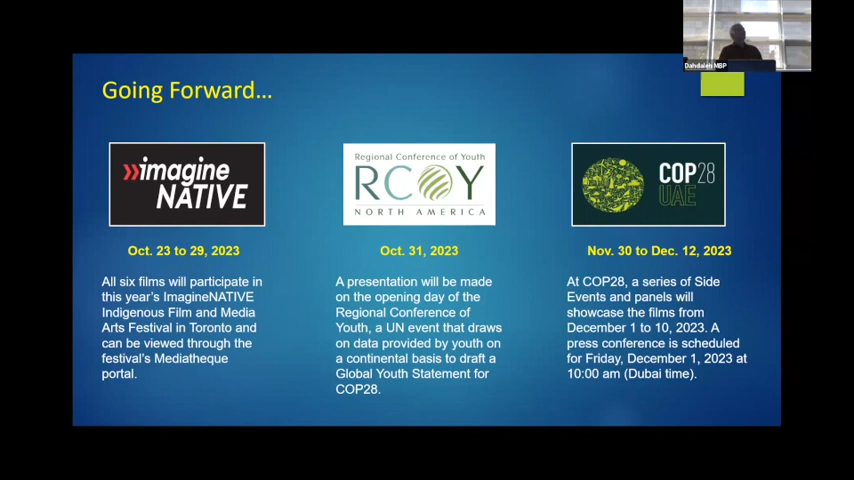 Dahdaleh MBP
Going Forward...
»imagine
NATIVE
Oct. 23 to 29, 2023
All six films will participate in
this year's ImagineNATIVE
Indigenous Film and Media
Arts Festival in Toronto and
can be viewed through the
festival's Mediatheque
portal.
Regional Conference of Youth
RCOY
NORTH AMERICA
Oct. 31, 2023
A presentation will be made
on the opening day of the
Regional Conference of
Youth, a UN event that draws
on data provided by youth on
a continental basis to draft a
Global Youth Statement for
COP28.
COP28
UAE
Nov. 30 to Dec. 12, 2023
At COP28, a series of Side
Events and panels will
showcase the films from
December 1 to 10, 2023. A
press conference is scheduled
for Friday, December 1, 2023 at
10:00 am (Dubai time).